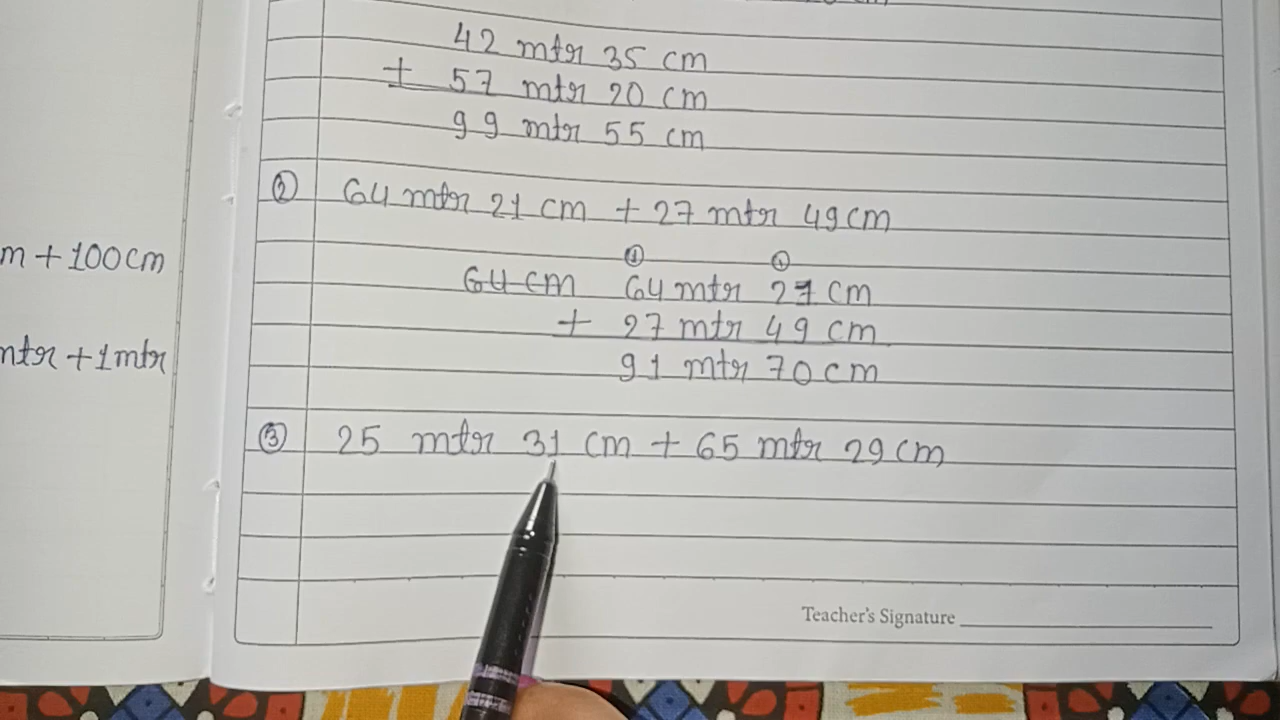 42 mtr 35 cm
+ 57 mtr 20 cm
99 mtr 55 cm
② 64 mtr 21 cm + 27 mtr 49 cm
m + 100 cm
① ①
64 cm 64 mtr 21 cm
+ 27 mtr 49 cm
mtr + 1 mtr
91 mtr 70 cm
③ 25 mtr 31 cm + 65 mtr 29 cm
Teacher's Signature